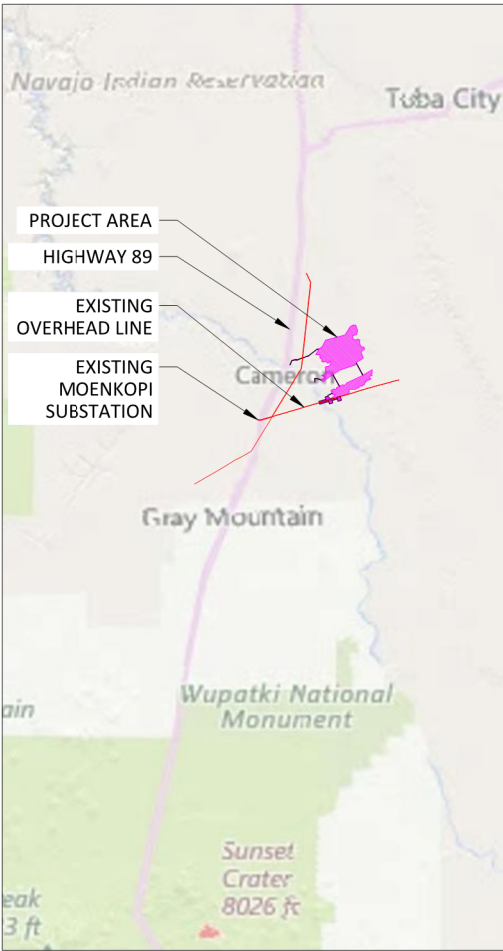 Navajo Indian Reservation
Tuba City
PROJECT AREA
HIGHWAY 89
EXISTING
OVERHEAD LINE
EXISTING
MOENKOPI
SUBSTATION
Cameron
Gray Mountain
ain
Wupatki National
Monument
Sunset
Crater
8026 ft
eak
3 ft